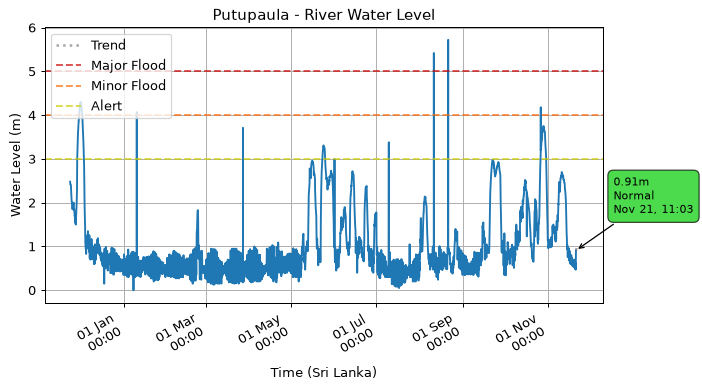 Putupaula - River Water Level
Water Level (m)
6
5
4
3
2
1
0
Trend
Major Flood
Minor Flood
Alert
0.91m
Normal
Nov 21, 11:03
01 Jan
00:00
01 Mar
00:00
01 May
00:00
01 Jul
00:00
01 Sep
00:00
01 Nov
00:00
Time (Sri Lanka)